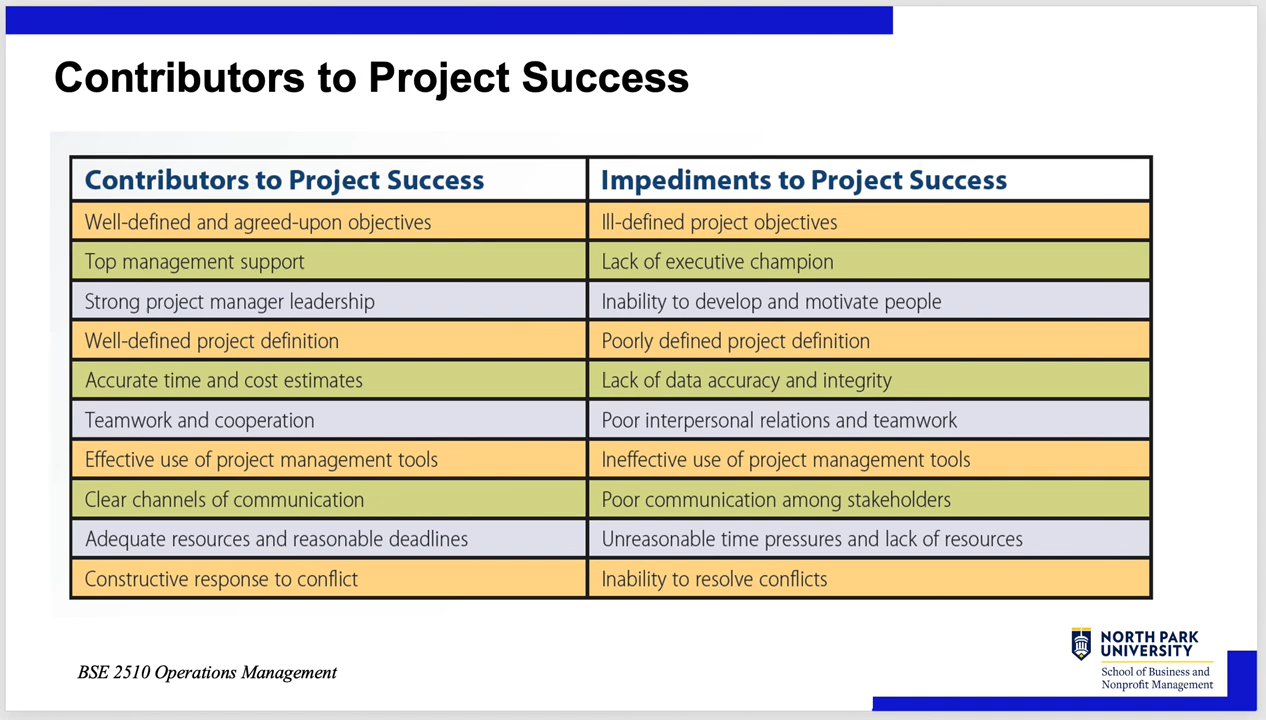 Contributors to Project Success
Contributors to Project Success
Impediments to Project Success
Well-defined and agreed-upon objectives
Ill-defined project objectives
Top management support
Lack of executive champion
Strong project manager leadership
Inability to develop and motivate people
Well-defined project definition
Poorly defined project definition
Accurate time and cost estimates
Lack of data accuracy and integrity
Teamwork and cooperation
Poor interpersonal relations and teamwork
Effective use of project management tools
Ineffective use of project management tools
Clear channels of communication
Poor communication among stakeholders
Adequate resources and reasonable deadlines
Unreasonable time pressures and lack of resources
Constructive response to conflict
Inability to resolve conflicts
BSE 2510 Operations Management
NORTH PARK
UNIVERSITY
School of Business and
Nonprofit Management